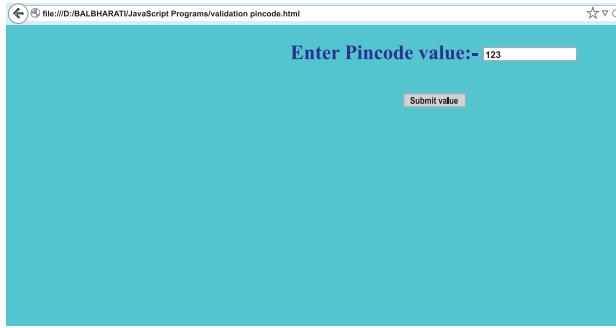 file:///D:/BALBHARATI/JavaScript Programs/validation pincode.html
Enter Pincode value:- 123
Submit value